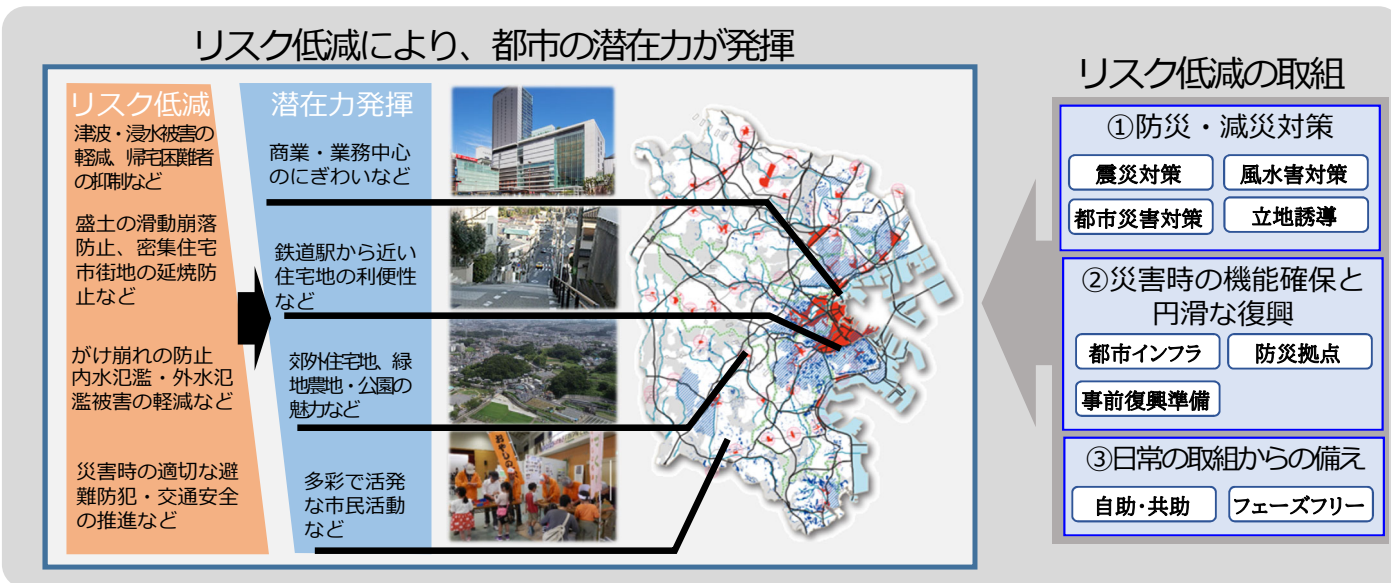 リスク低減により、都市の潜在力が発揮
リスク低減
津波・浸水被害の
軽減、帰宅困難者
の抑制など
盛土の滑動崩落
防止、密集住宅
市街地の延焼防
止など
がけ崩れの防止
内水氾濫・外水氾
濫被害の軽減など
災害時の適切な避
難防犯・交通安全
の推進など
潜在力発揮
商業・業務中心
のにぎわいなど
鉄道駅から近い
住宅地の利便性
など
郊外住宅地、緑
地農地・公園の
魅力など
多彩で活発
な市民活動
など
リスク低減の取組
①防災・減災対策
震災対策
風水害対策
都市災害対策
立地誘導
②災害時の機能確保と
円滑な復興
都市インフラ
防災拠点
事前復興準備
③日常の取組からの備え
自助・共助
フェーズフリー